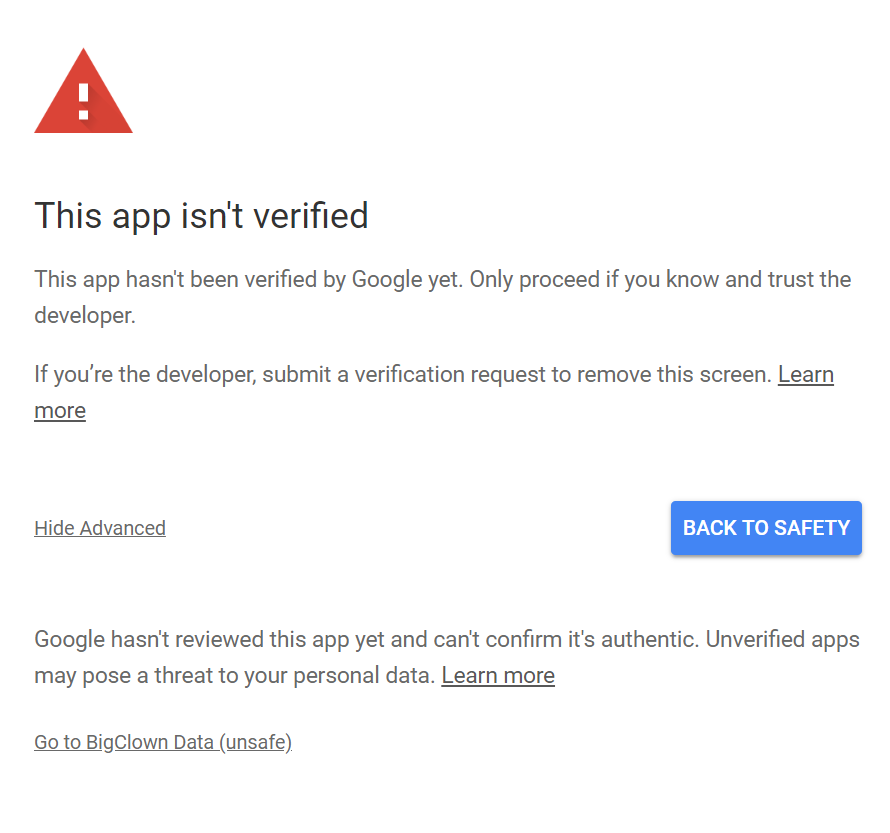 This app isn't verified
This app hasn't been verified by Google yet. Only proceed if you know and trust the
developer.
If you’re the developer, submit a verification request to remove this screen. Learn
more
Hide Advanced
BACK TO SAFETY
Google hasn't reviewed this app yet and can't confirm it's authentic. Unverified apps
may pose a threat to your personal data. Learn more
Go to BigClown Data (unsafe)